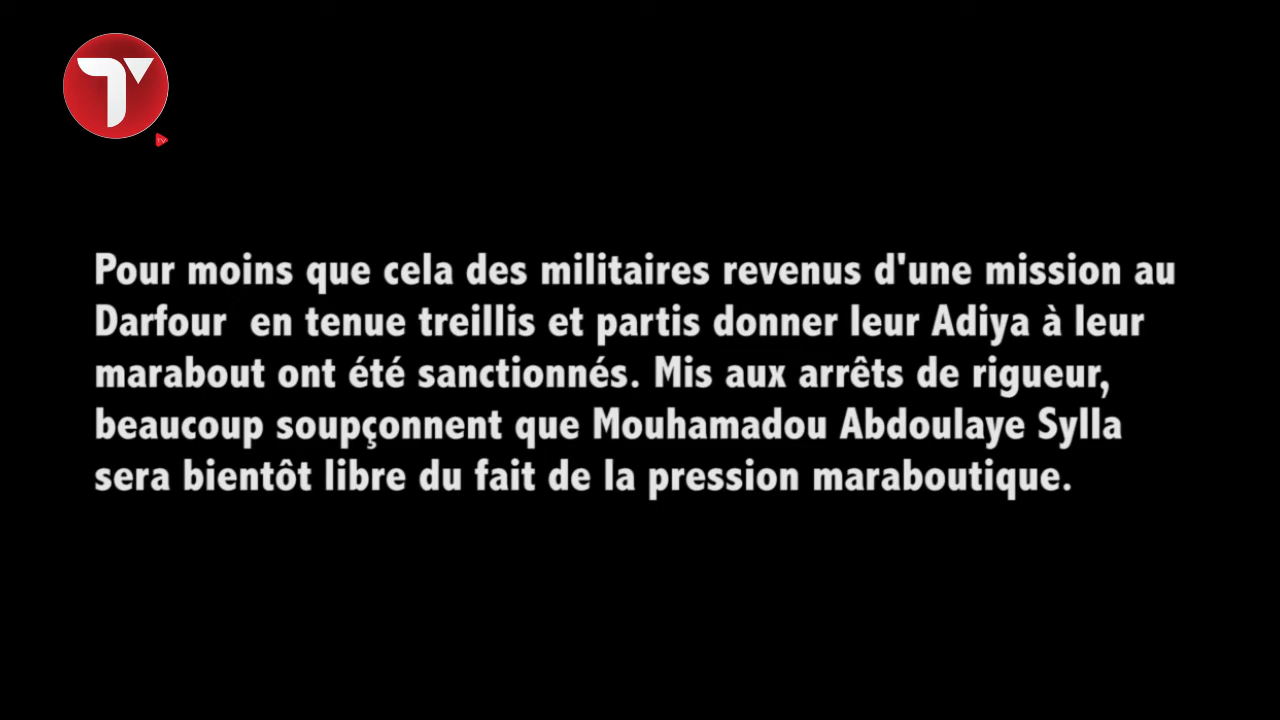 TV
Pour moins que cela des militaires revenus d'une mission au
Darfour  en tenue treillis et partis donner leur Adiya à leur
marabout ont été sanctionnés. Mis aux arrêts de rigueur,
beaucoup soupçonnent que Mouhamadou Abdoulaye Sylla
sera bientôt libre du fait de la pression maraboutique.